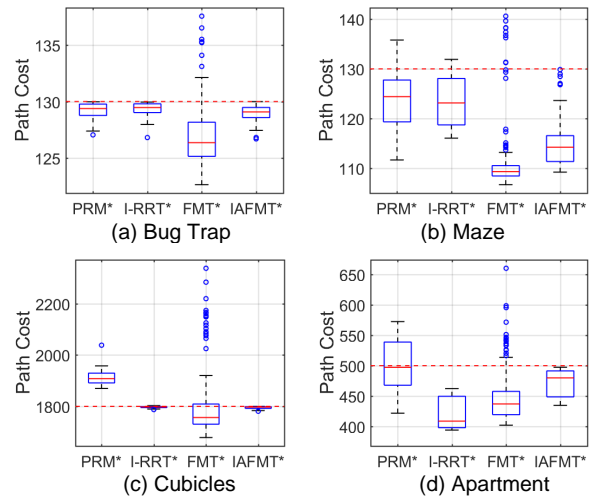 135
130
125
Path Cost
PRM* I-RRT* FMT* IAFMT*
(a) Bug Trap
140
130
120
110
Path Cost
PRM* I-RRT* FMT* IAFMT*
(b) Maze
2200
2000
1800
Path Cost
PRM* I-RRT* FMT* IAFMT*
(c) Cubicles
650
600
550
500
450
400
Path Cost
PRM* I-RRT* FMT* IAFMT*
(d) Apartment